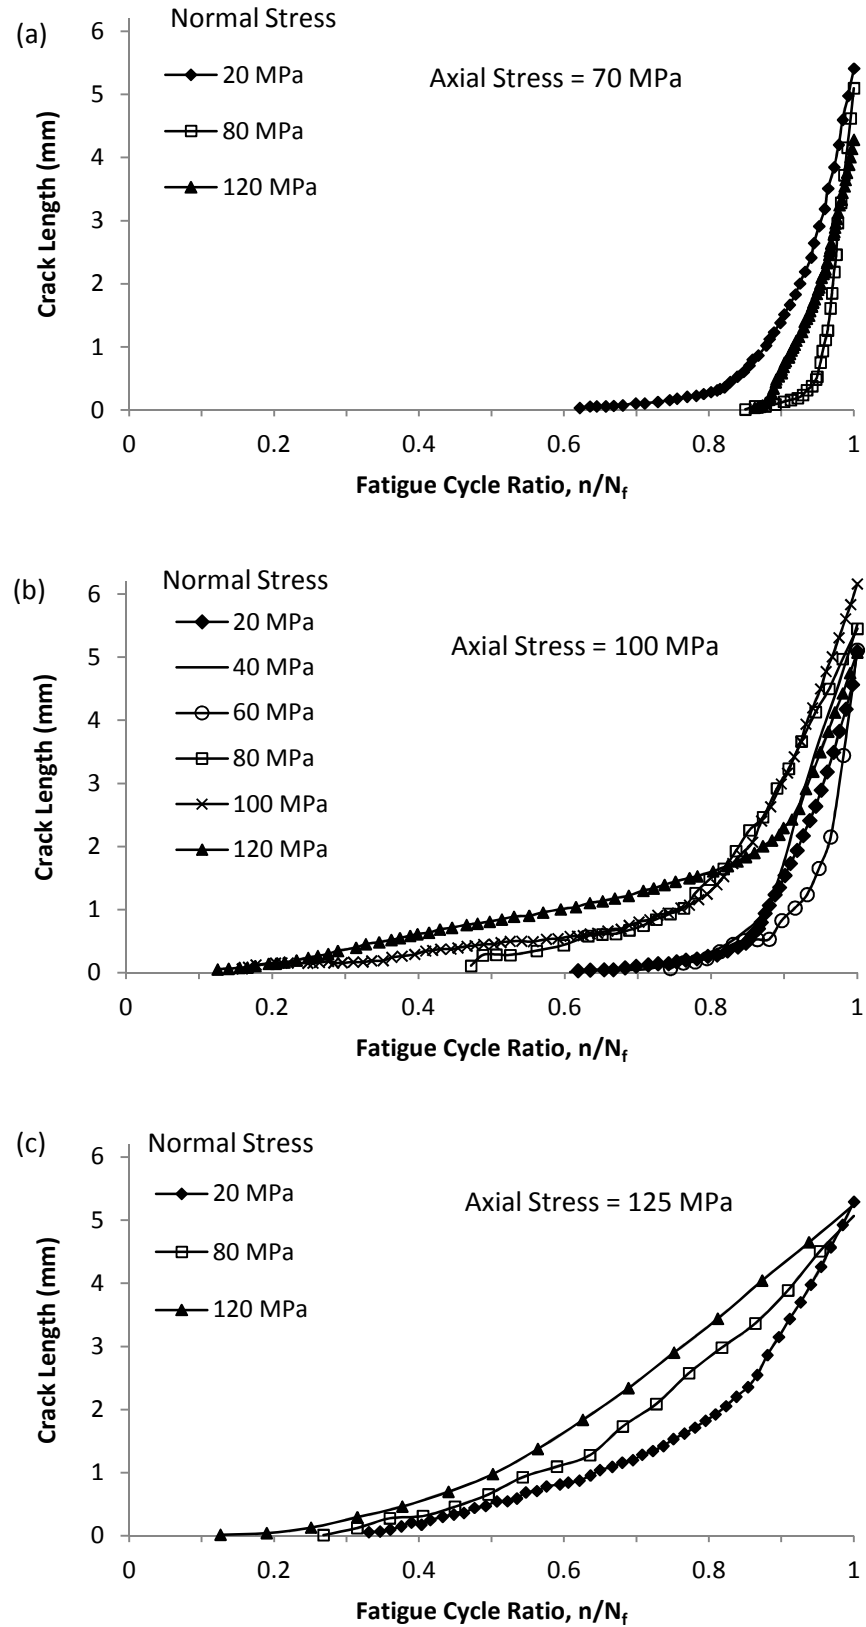 (a)
Normal Stress
20 MPa
80 MPa
120 MPa
Axial Stress = 70 MPa
Crack Length (mm)
6
5
4
3
2
1
0
0 0.2 0.4 0.6 0.8 1
Fatigue Cycle Ratio, n/Nf
(b)
Normal Stress
20 MPa
40 MPa
60 MPa
80 MPa
100 MPa
120 MPa
Axial Stress = 100 MPa
Crack Length (mm)
6
5
4
3
2
1
0
0 0.2 0.4 0.6 0.8 1
Fatigue Cycle Ratio, n/Nf
(c)
Normal Stress
20 MPa
80 MPa
120 MPa
Axial Stress = 125 MPa
Crack Length (mm)
6
5
4
3
2
1
0
0 0.2 0.4 0.6 0.8 1
Fatigue Cycle Ratio, n/Nf